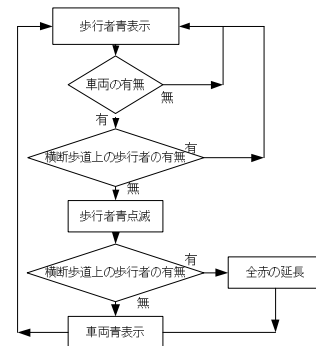 歩行者青表示
車両の有無
無
有
横断歩道上の歩行者の有無
有
無
歩行者青点滅
横断歩道上の歩行者の有無
有
全赤の延長
無
車両青表示